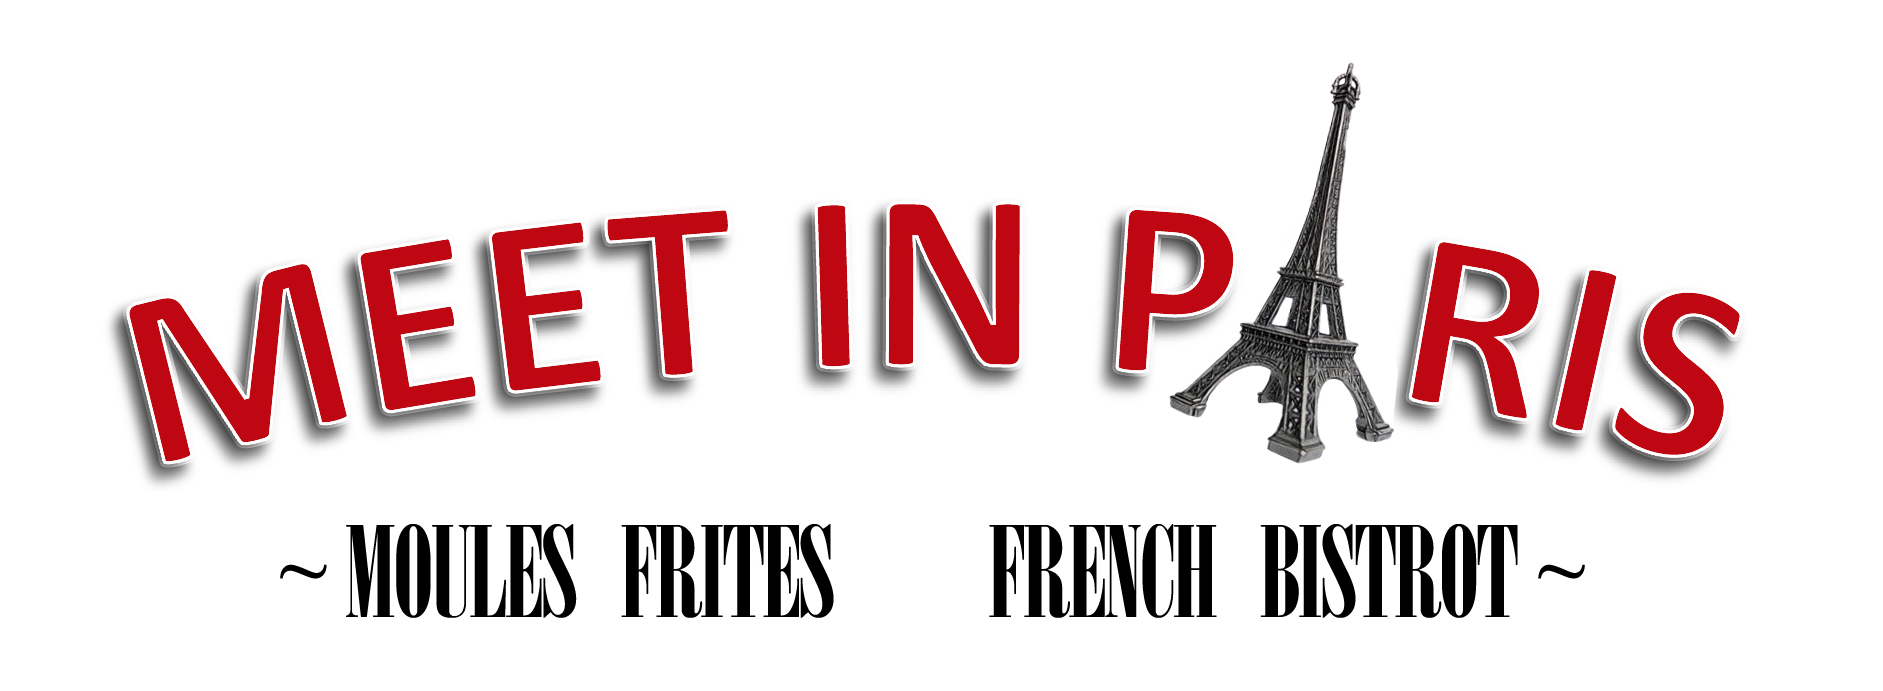 MEET IN PARIS
~ MOULES FRITES FRENCH BISTROT ~